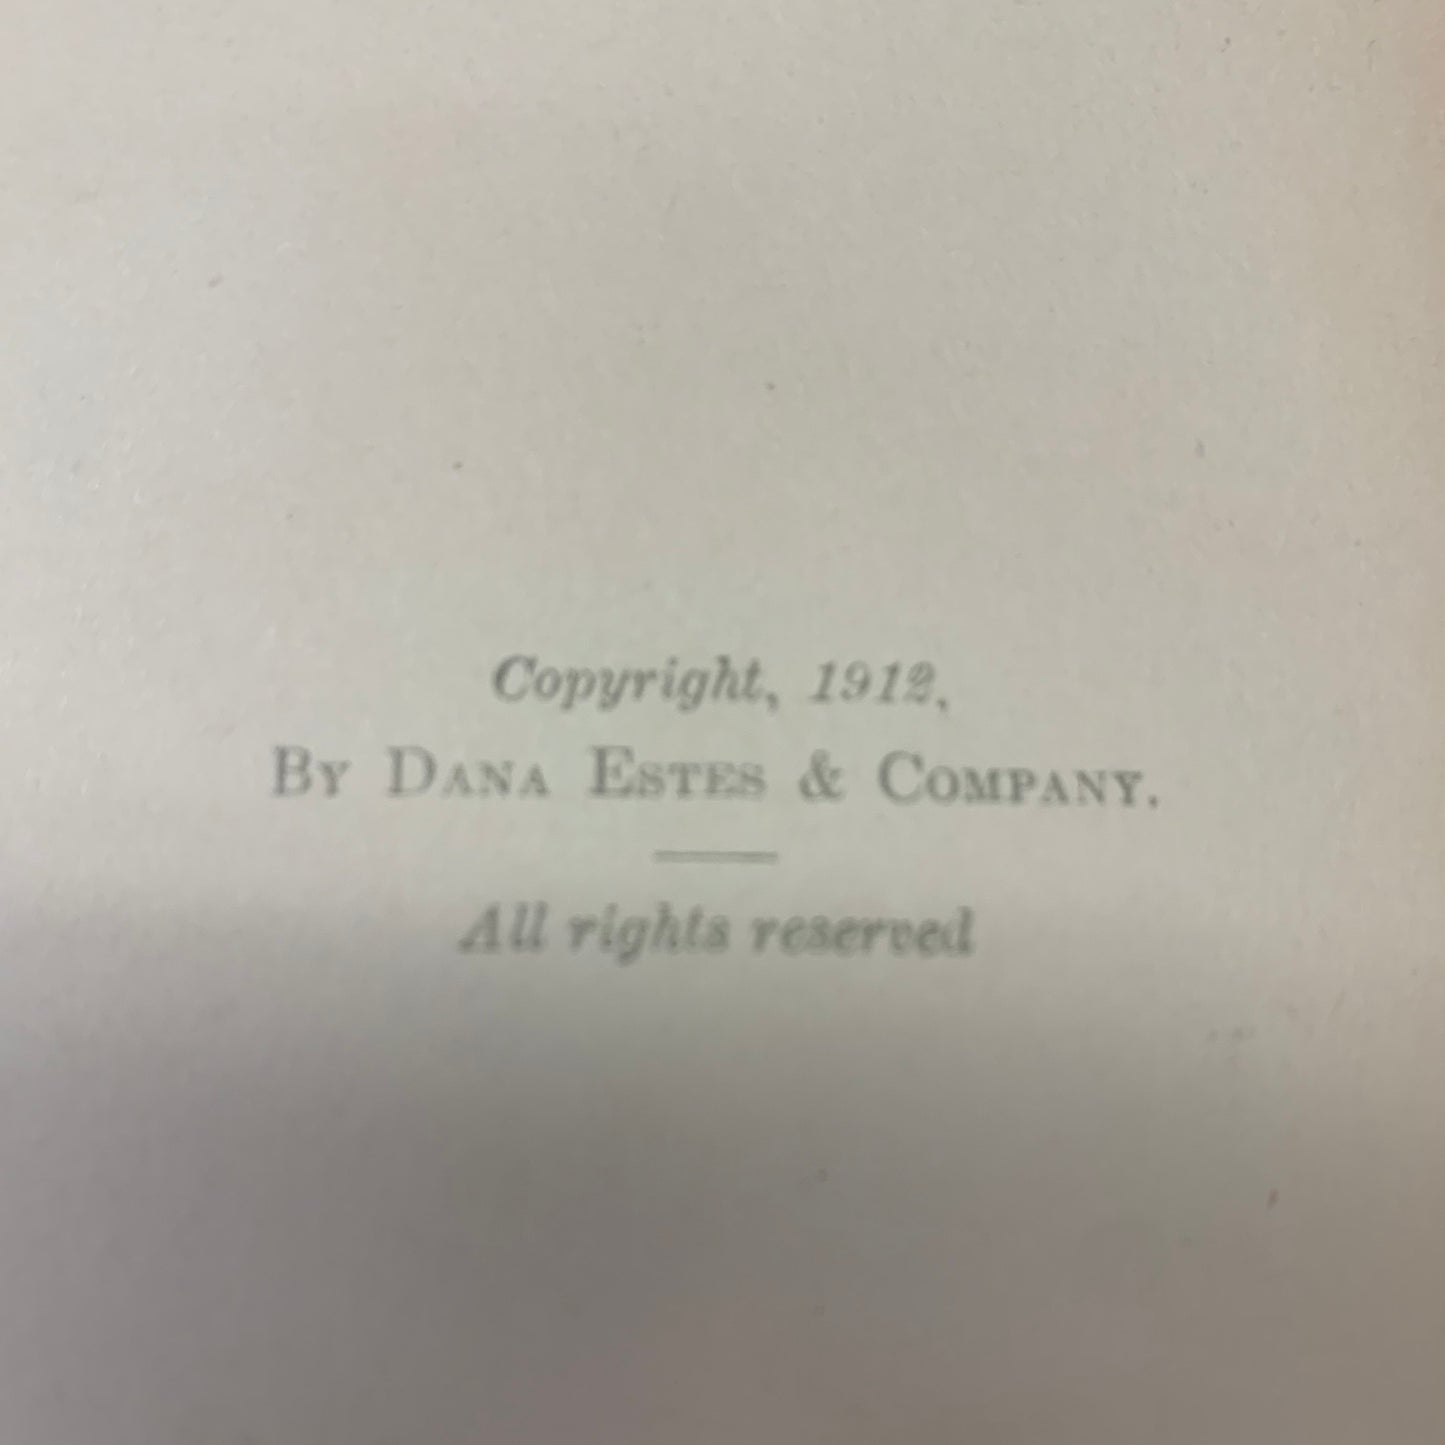 Copyright, 1912,
By Dana Estes & Company.
All rights reserved